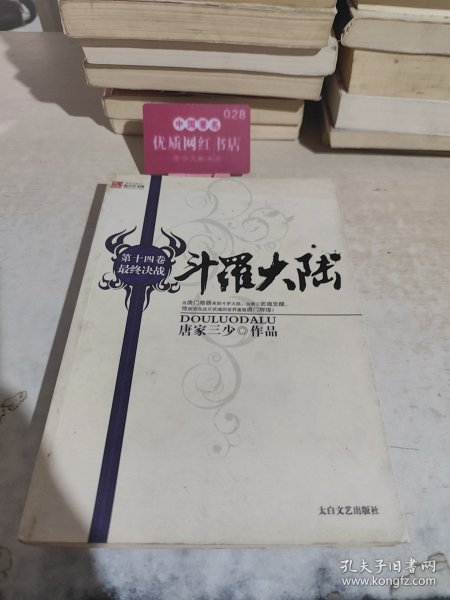 028
中国著名
优质网红书店
第十四卷
最终决战
斗罗大陆
DOULUODALU
唐家三少◎作品
太白文艺出版社
孔夫子旧书网
www.kongfz.com